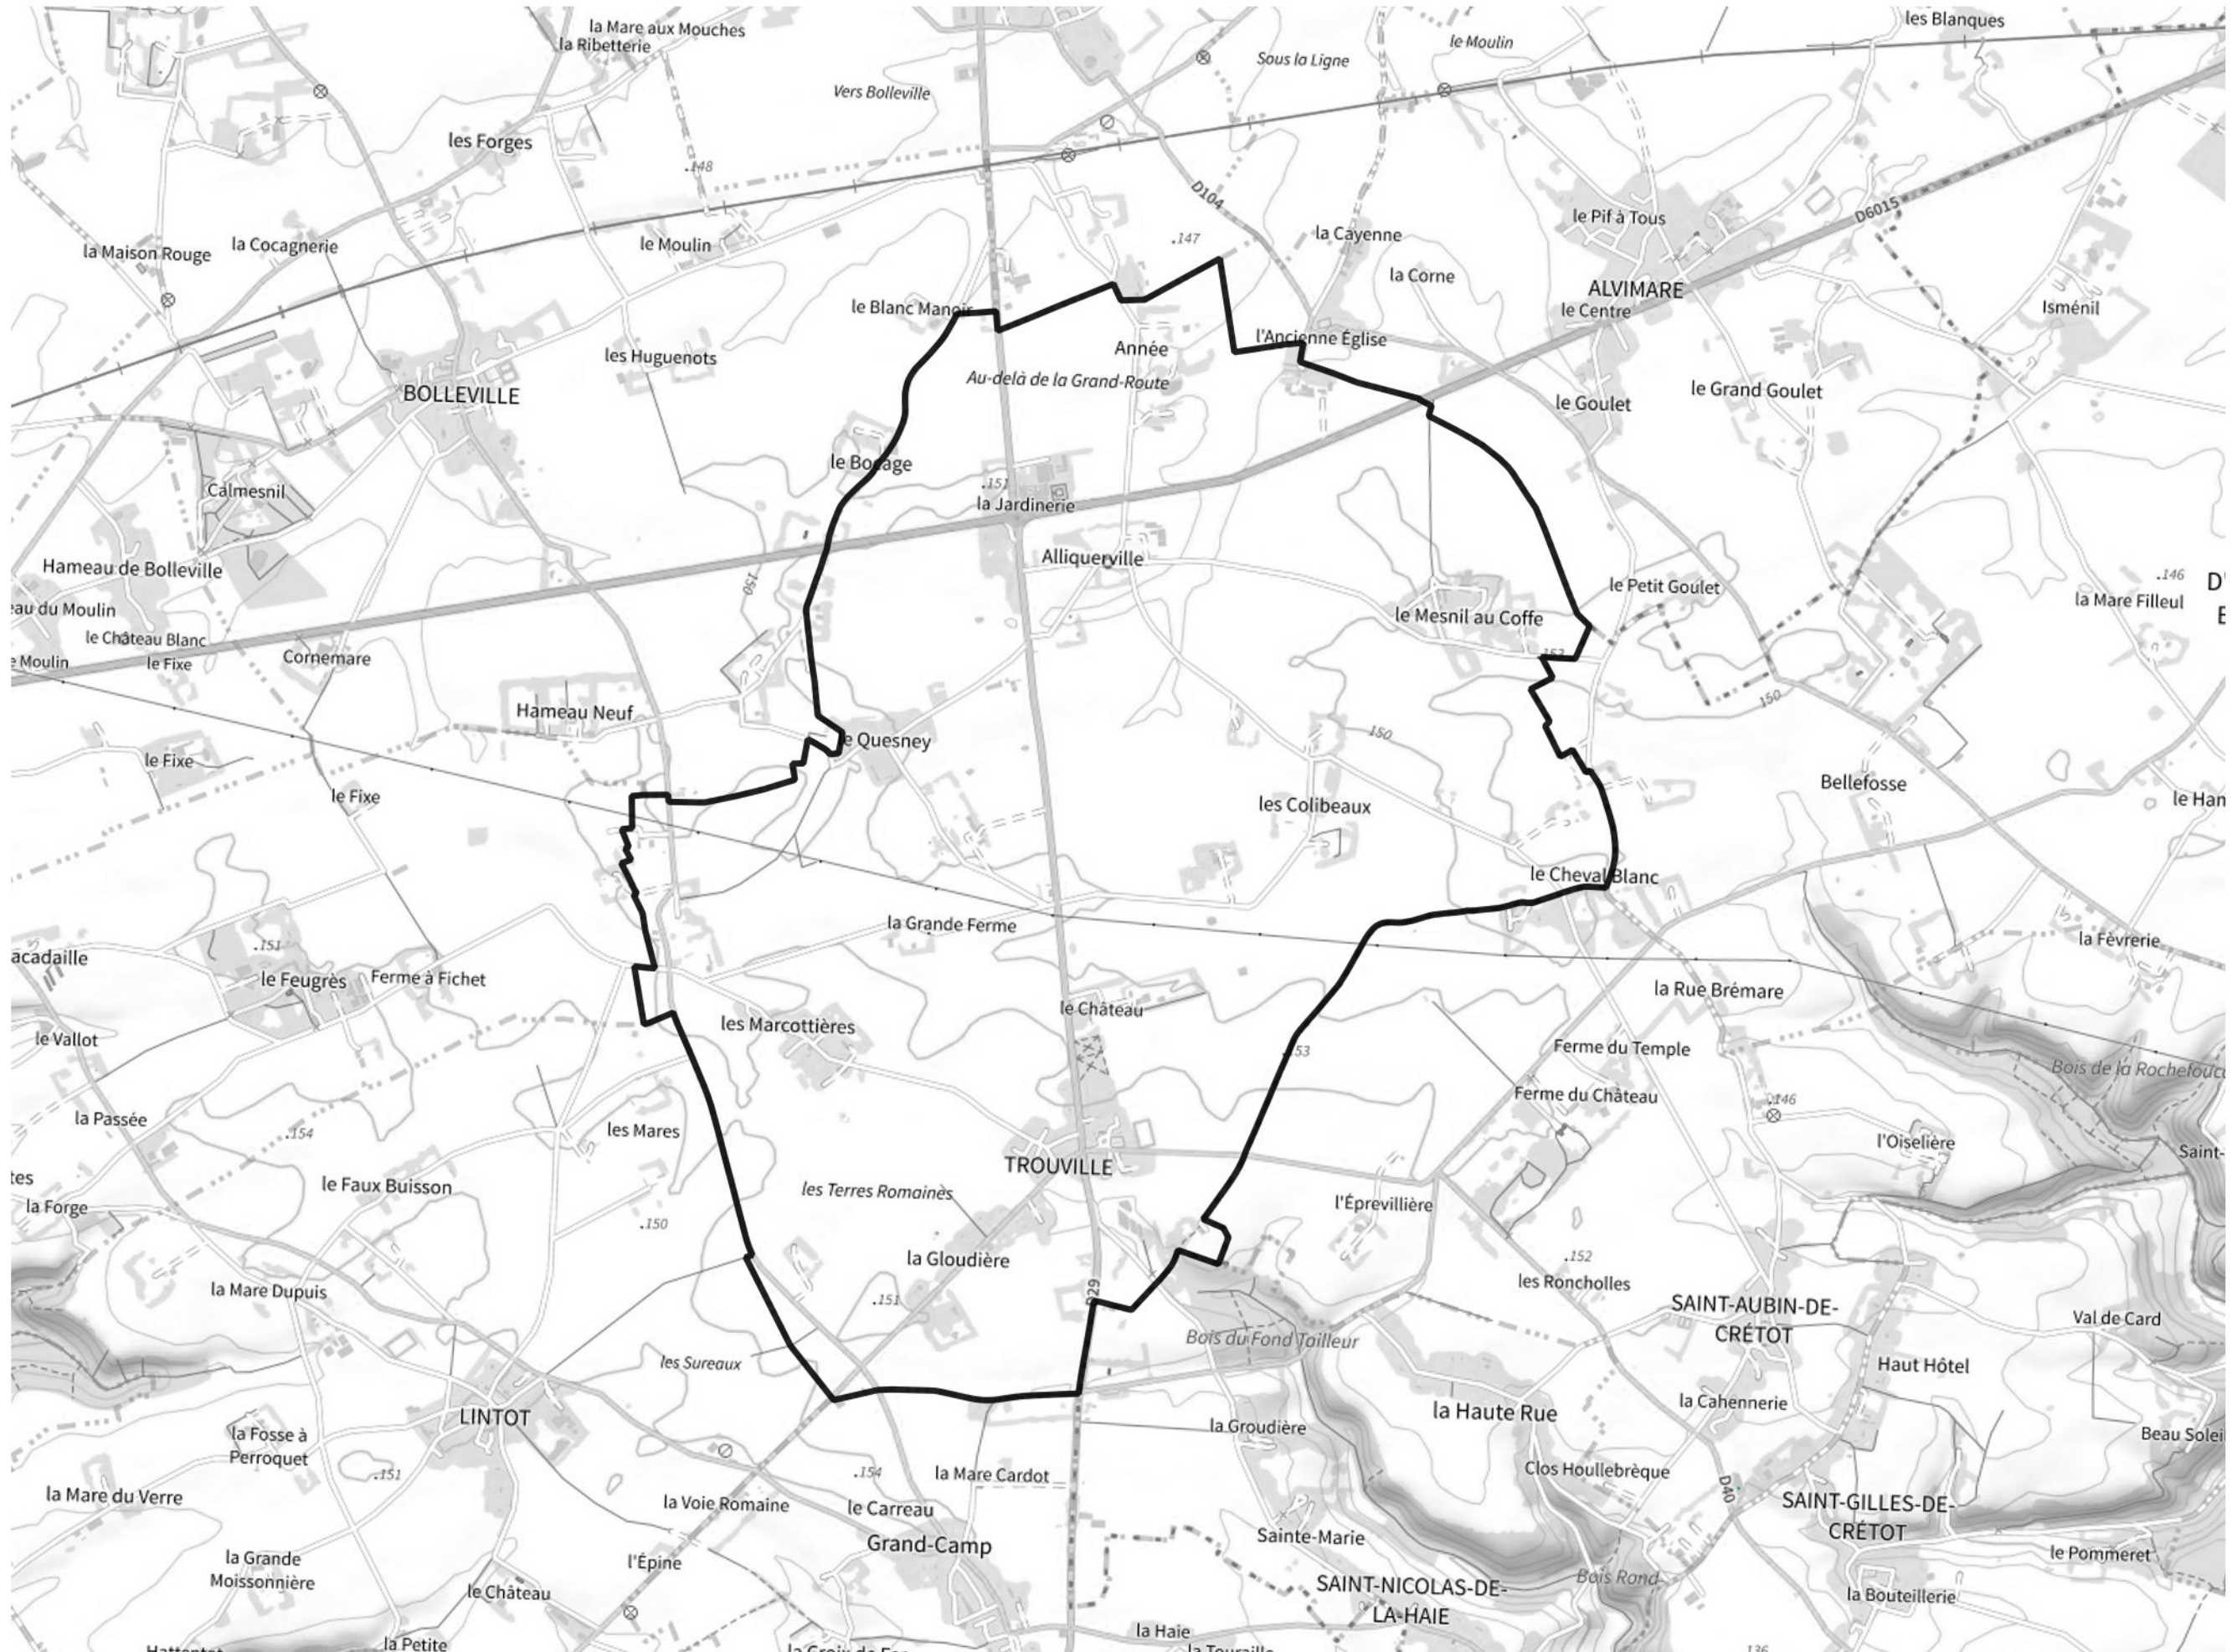 les Blanques
la Mare aux Mouches
la Ribetterie
le Moulin
Sous la Ligne
Vers Bolleville
les Forges
.148
D104
D6015
le Pif à Tous
la Cayenne
.147
la Maison Rouge
la Cocagnerie
le Moulin
la Corne
ALVIMARE
le Centre
Isménil
le Blanc Manoir
l'Ancienne Église
Année
les Huguenots
Au-delà de la Grand-Route
le Grand Goulet
BOLLEVILLE
le Goulet
le Bocage
Calmesnil
.151
la Jardinerie
Alliquerville
Hameau de Bolleville
150
.146
D'
E
le Petit Goulet
la Mare Filleul
eau du Moulin
le Mesnil au Coffe
le Château Blanc
Moulin
le Fixe
Cornemare
153
150
Hameau Neuf
150
le Quesney
le Fixe
Bellefosse
le Fixe
les Colibeaux
le Han
le Cheval Blanc
la Grande Ferme
la Fèvrerie
.151
acadaille
le Feugrès
Ferme à Fichet
la Rue Brémare
le Château
les Marcottières
le Vallot
153
Ferme du Temple
Bois de la Rochefouc
Ferme du Château
.146
la Passée
.154
les Mares
l'Oiselière
Saint-
TROUVILLE
tes
le Faux Buisson
les Terres Romaines
la Forge
l'Éprevillière
.150
la Gloudière
.152
les Roncholles
la Mare Dupuis
D29
.151
SAINT-AUBIN-DE-
CRÉTOT
Val de Card
Bois du Fond Tailleur
les Sureaux
Haut Hôtel
la Cahennerie
la Haute Rue
LINTOT
la Groudière
la Fosse à
Perroquet
Beau Solei
.151
.154
la Mare Cardot
Clos Houllebrèque
D40
la Mare du Verre
la Voie Romaine
le Carreau
SAINT-GILLES-DE-
CRÉTOT
Sainte-Marie
Grand-Camp
la Grande
Moissonnière
l'Épine
le Pommeret
Bois Rond
le Château
SAINT-NICOLAS-DE-
LA-HAIE
la Bouteillerie
la Haie
la Petite
136